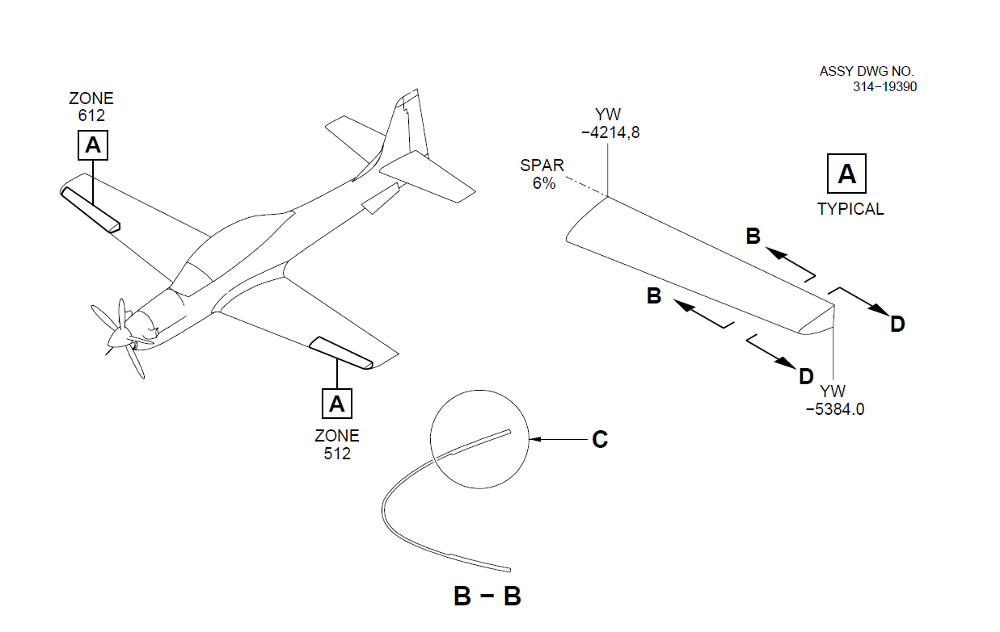 ASSY DWG NO.
314−19390
ZONE
612
A
YW
−4214,8
SPAR
6%
A
TYPICAL
B
B
D
D
YW
−5384.0
A
ZONE
512
C
B − B